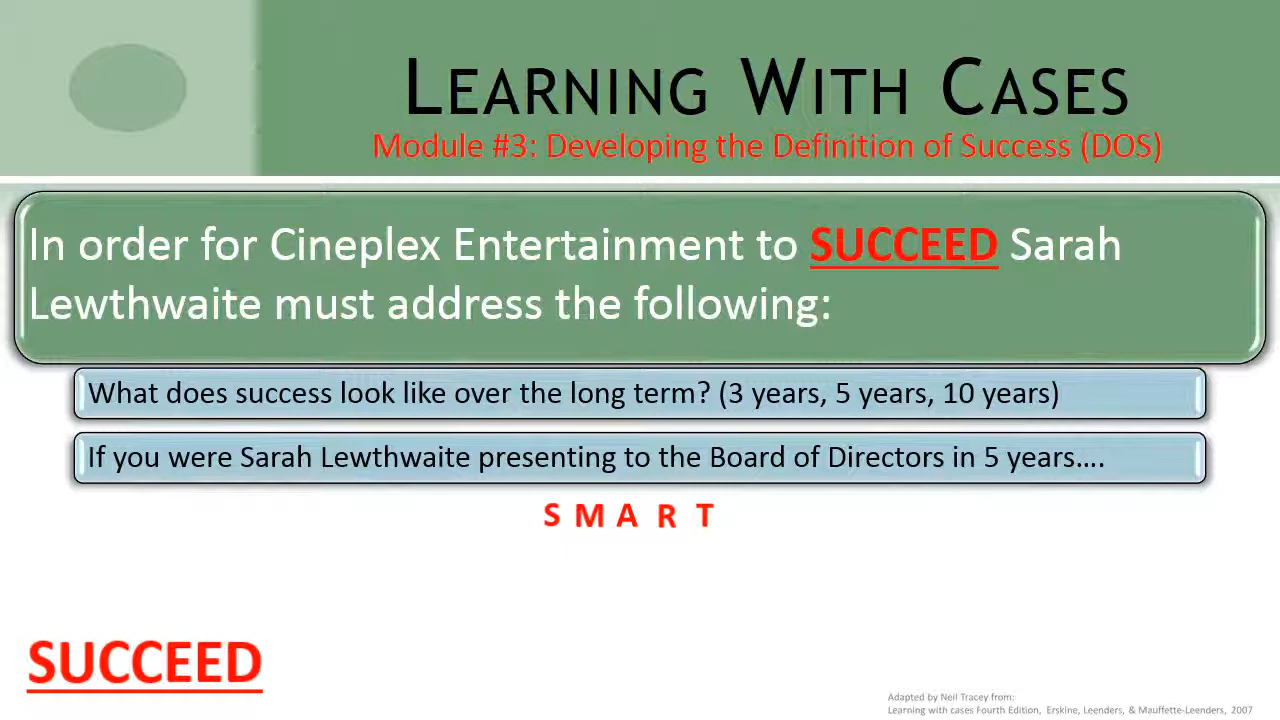 LEARNING WITH CASES
Module #3: Developing the Definition of Success (DOS)
In order for Cineplex Entertainment to SUCCEED Sarah
Lewthwaite must address the following:
What does success look like over the long term? (3 years, 5 years, 10 years)
If you were Sarah Lewthwaite presenting to the Board of Directors in 5 years....
S M A R T
SUCCEED
Adapted by Neil Tracey from:
Learning with cases Fourth Edition, Erskine, Leenders, & Mauffette-Leenders, 2007